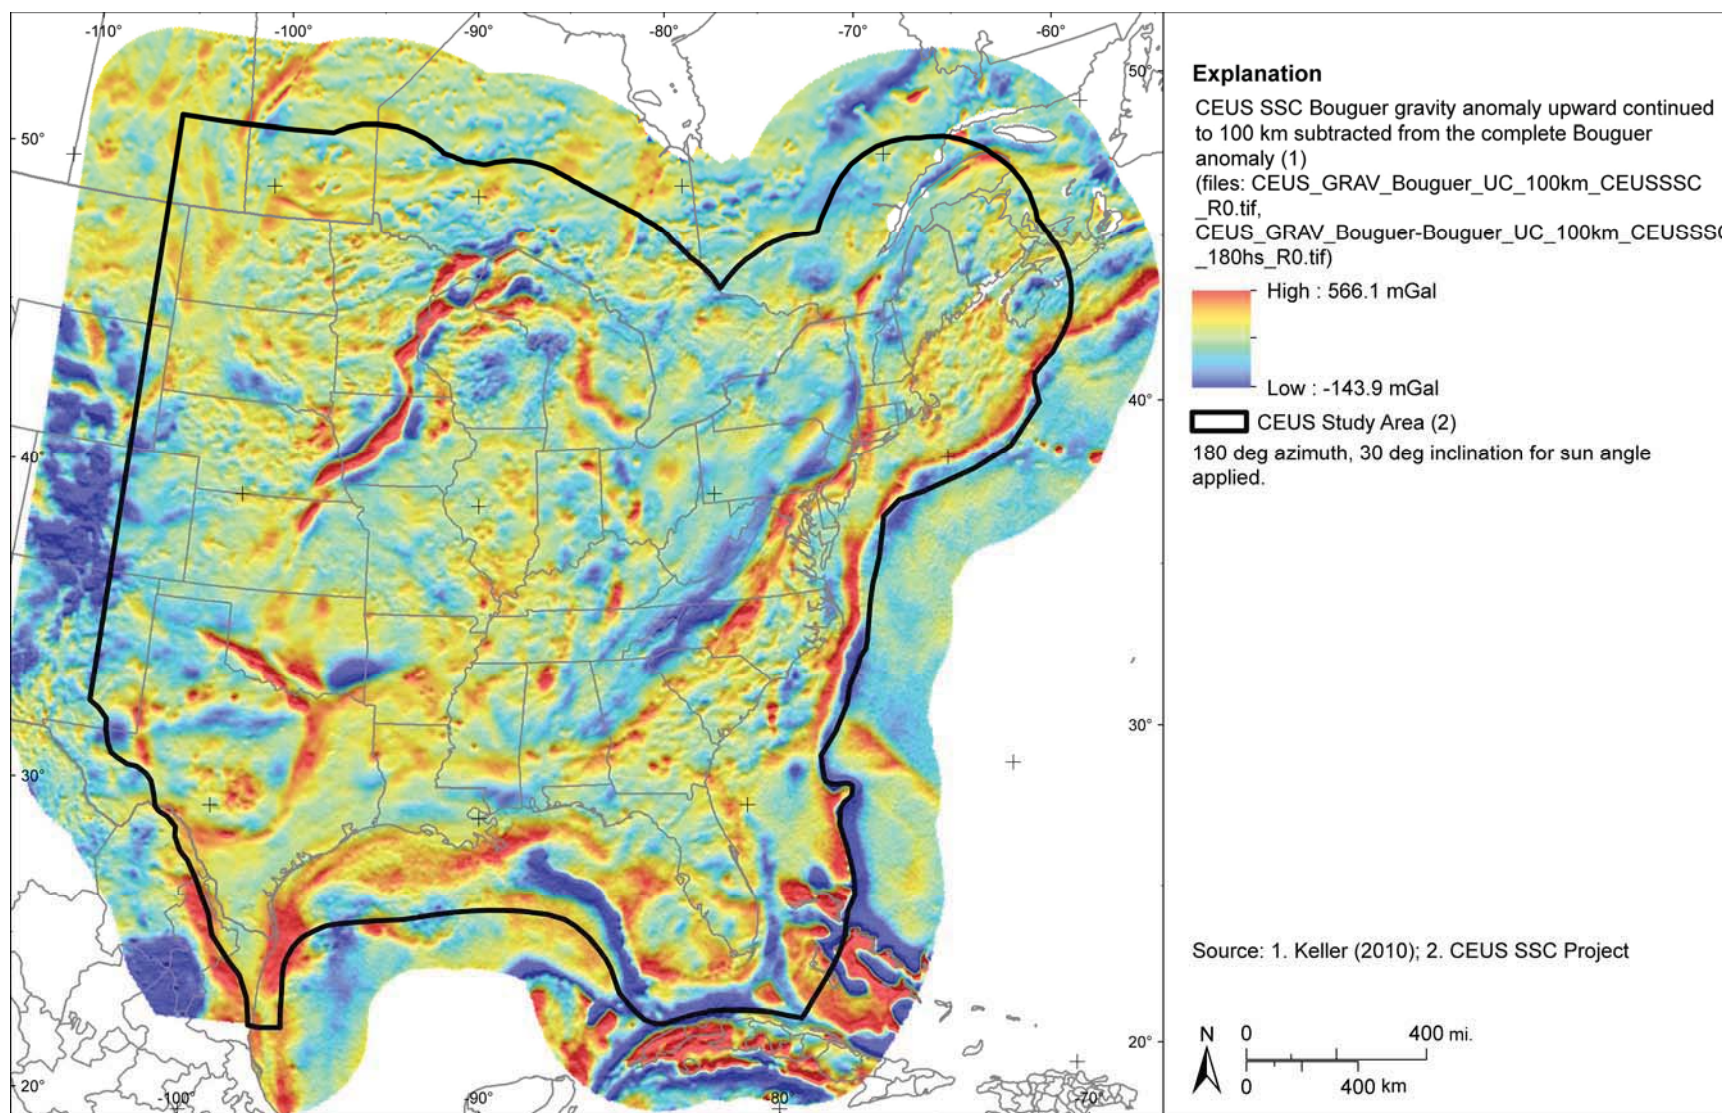 -110°
-100°
-90°
-80°
-70°
-60°
50°
50°
40°
40°
30°
30°
20°
20°
-100°
-90°
-80°
-70°
Explanation
CEUS SSC Bouguer gravity anomaly upward continued
to 100 km subtracted from the complete Bouguer
anomaly (1)
(files: CEUS_GRAV_Bouguer_UC_100km_CEUSSSC
_R0.tif,
CEUS_GRAV_Bouguer-Bouguer_UC_100km_CEUSSSC
_180hs_R0.tif)
High : 566.1 mGal
Low : -143.9 mGal
CEUS Study Area (2)
180 deg azimuth, 30 deg inclination for sun angle
applied.
Source: 1. Keller (2010); 2. CEUS SSC Project
N
0 400 mi.
0 400 km